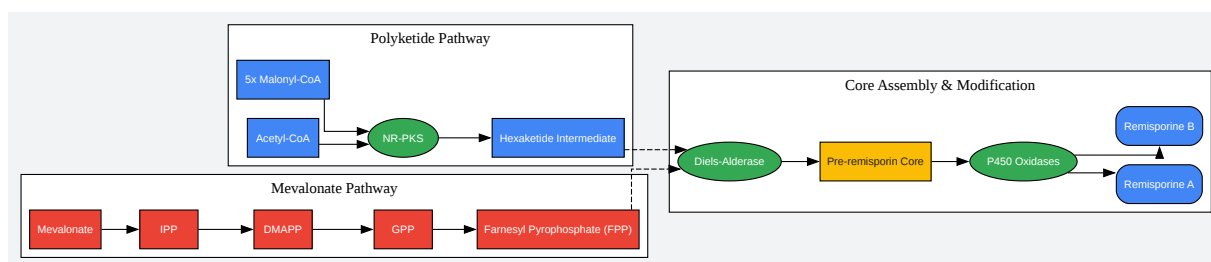 Polyketide Pathway
5x Malonyl-CoA
Acetyl-CoA
NR-PKS
Hexaketide Intermediate
Mevalonate Pathway
Mevalonate
IPP
DMAPP
GPP
Farnesyl Pyrophosphate (FPP)
Core Assembly & Modification
Diels-Alderase
Pre-remisporin Core
P450 Oxidases
Remisporine B
Remisporine A